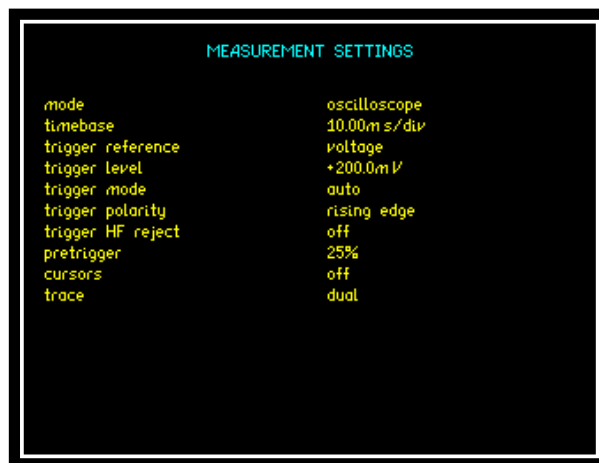 MEASUREMENT SETTINGS
mode oscilloscope
timebase 10.00ms/div
trigger reference voltage
trigger level +200.0mV
trigger mode auto
trigger polarity rising edge
trigger HF reject off
pretrigger 25%
cursors off
trace dual